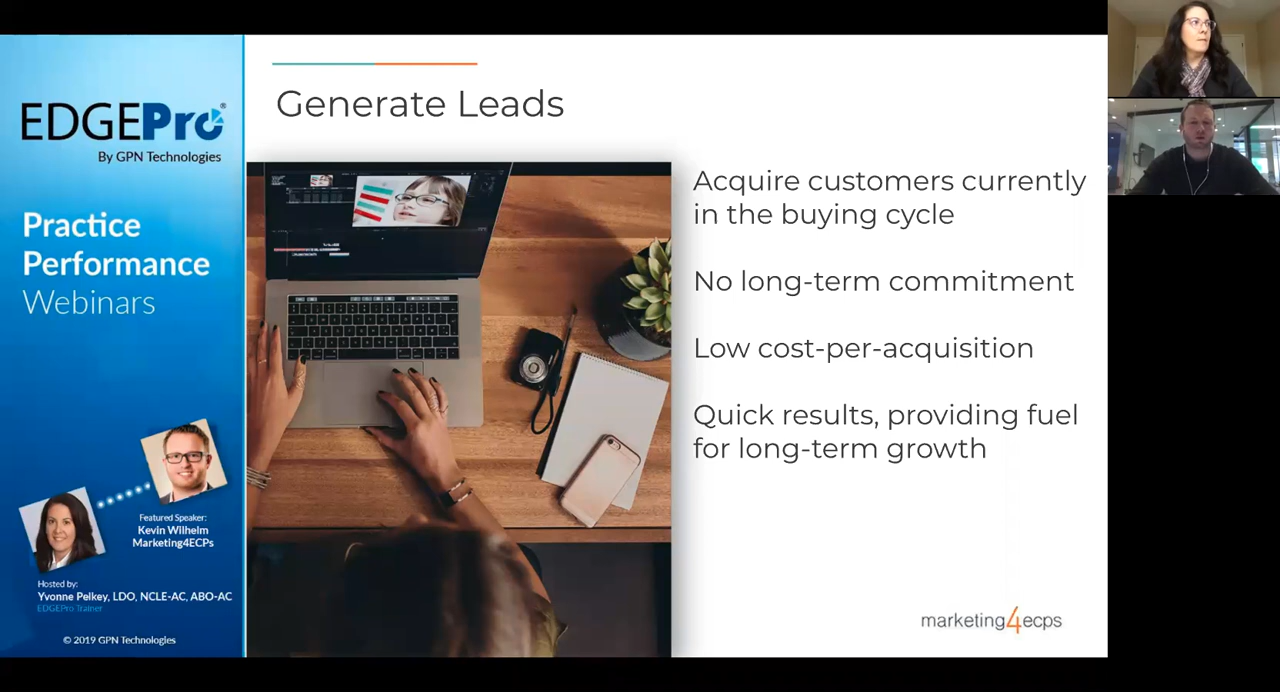 EDGEPro®
By GPN Technologies
Practice
Performance
Webinars
Featured Speaker:
Kevin Wilhelm
Marketing4ECPs
Hosted by:
Yvonne Pelkey, LDO, NCLE-AC, ABO-AC
EDGEPro Trainer
© 2019 GPN Technologies
Generate Leads
Acquire customers currently
in the buying cycle
No long-term commitment
Low cost-per-acquisition
Quick results, providing fuel
for long-term growth
marketing4ecps